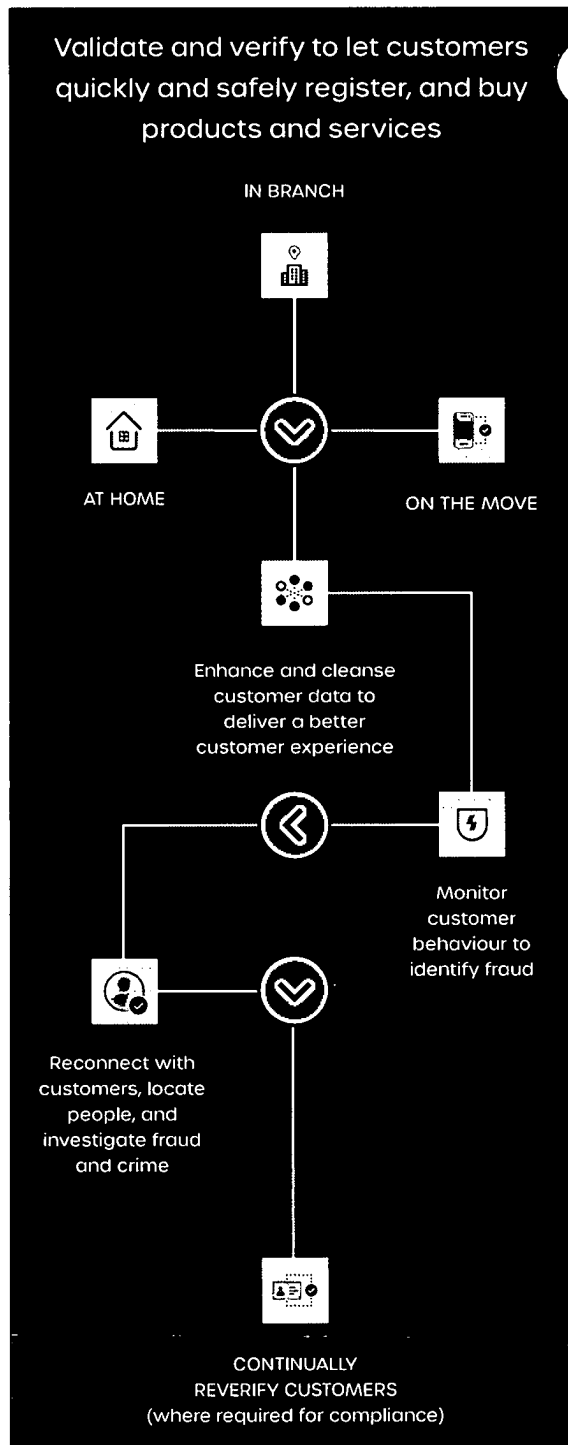 Validate and verify to let customers
quickly and safely register, and buy
products and services
IN BRANCH
AT HOME
ON THE MOVE
Enhance and cleanse
customer data to
deliver a better
customer experience
Monitor
customer
behaviour to
identify fraud
Reconnect with
customers, locate
people, and
investigate fraud
and crime
CONTINUALLY
REVERIFY CUSTOMERS
(where required for compliance)